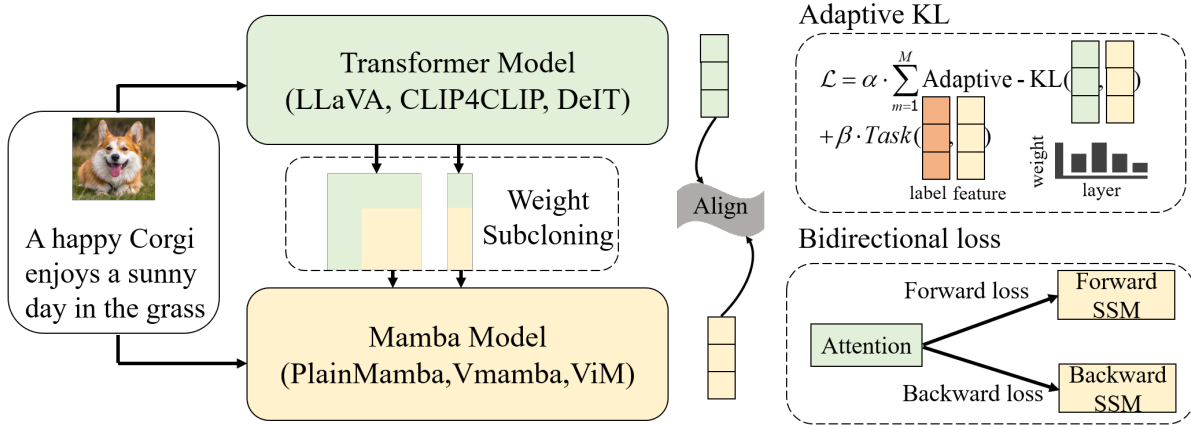 A happy Corgi
enjoys a sunny
day in the grass
Transformer Model
(LLaVA, CLIP4CLIP, DeIT)
Weight
Subcloning
Mamba Model
(PlainMamba,Vmamba,ViM)
Align
Adaptive KL
ℒ = α · ∑ᴹₘ₌₁ Adaptive - KL( , )
+ β · Task( , )
label feature
weight
layer
Bidirectional loss
Attention
Forward loss
Forward
SSM
Backward loss
Backward
SSM